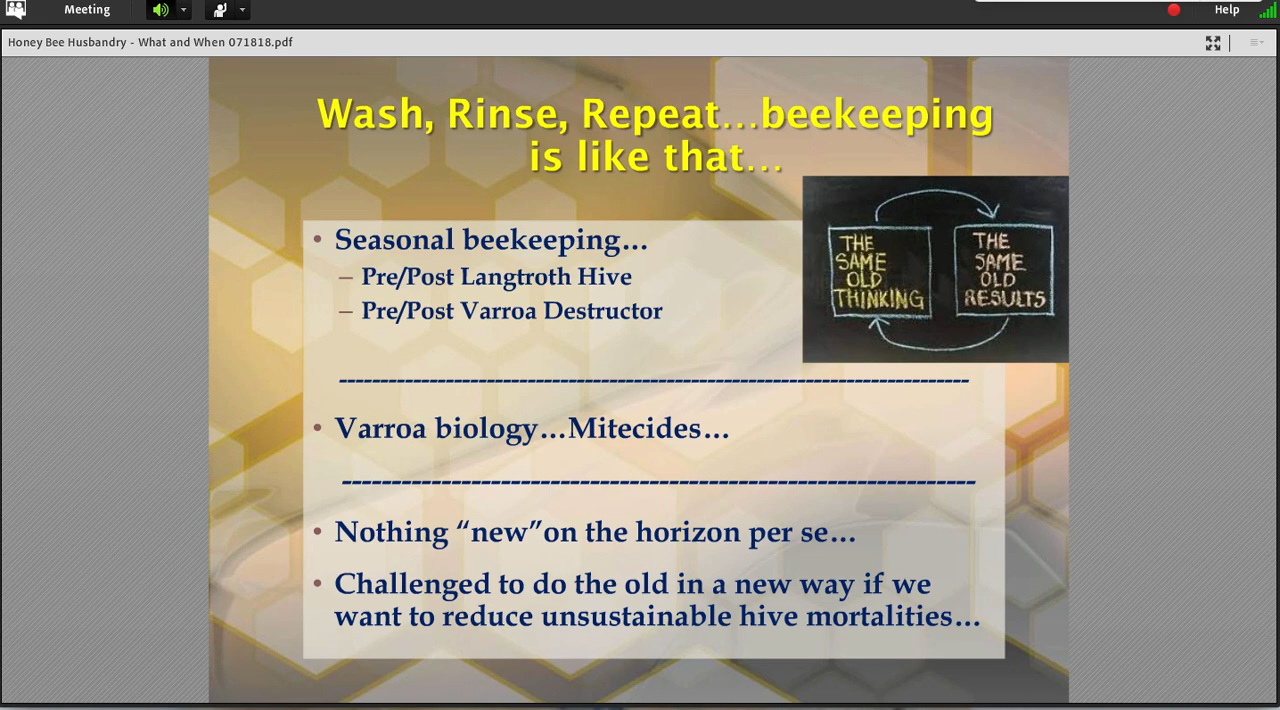 Meeting
Help
Honey Bee Husbandry - What and When 071818.pdf
Wash, Rinse, Repeat…beekeeping
is like that…
• Seasonal beekeeping…
– Pre/Post Langtroth Hive
– Pre/Post Varroa Destructor
THE
SAME
OLD
THINKING
THE
SAME
OLD
RESULTS
• Varroa biology…Mitecides…
• Nothing “new”on the horizon per se…
• Challenged to do the old in a new way if we
want to reduce unsustainable hive mortalities…